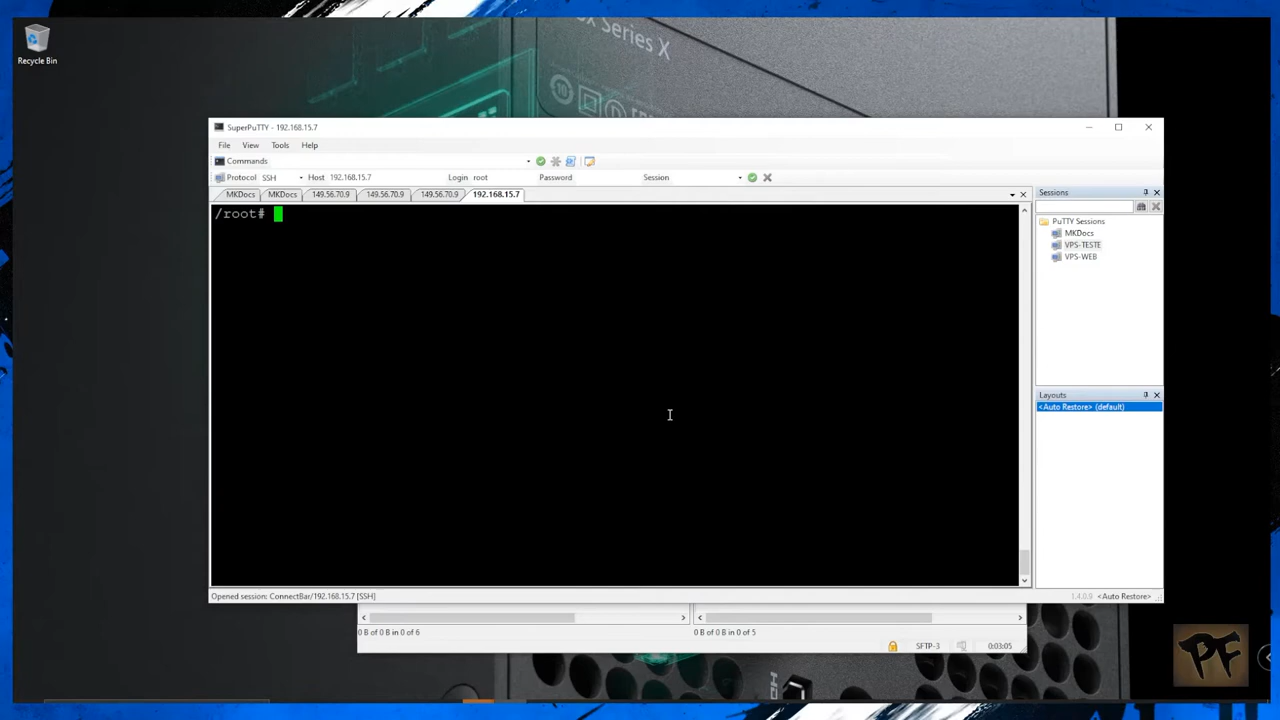 Series X
Recycle Bin
SuperPuTTY - 192.168.15.7
File View Tools Help
Commands
Protocol SSH Host 192.168.15.7 Login root Password Session
MKDocs MKDocs 149.56.70.9 149.56.70.9 149.56.70.9 192.168.15.7
/root#
Sessions
PuTTY Sessions
MKDocs
VPS-TESTE
VPS-WEB
Layouts
<Auto Restore> (default)
Opened session: ConnectBar/192.168.15.7 [SSH]
1.4.0.9 <Auto Restore>
0 B of 0 B in 0 of 6
0 B of 0 B in 0 of 5
SFTP-3 0:03:05
PF